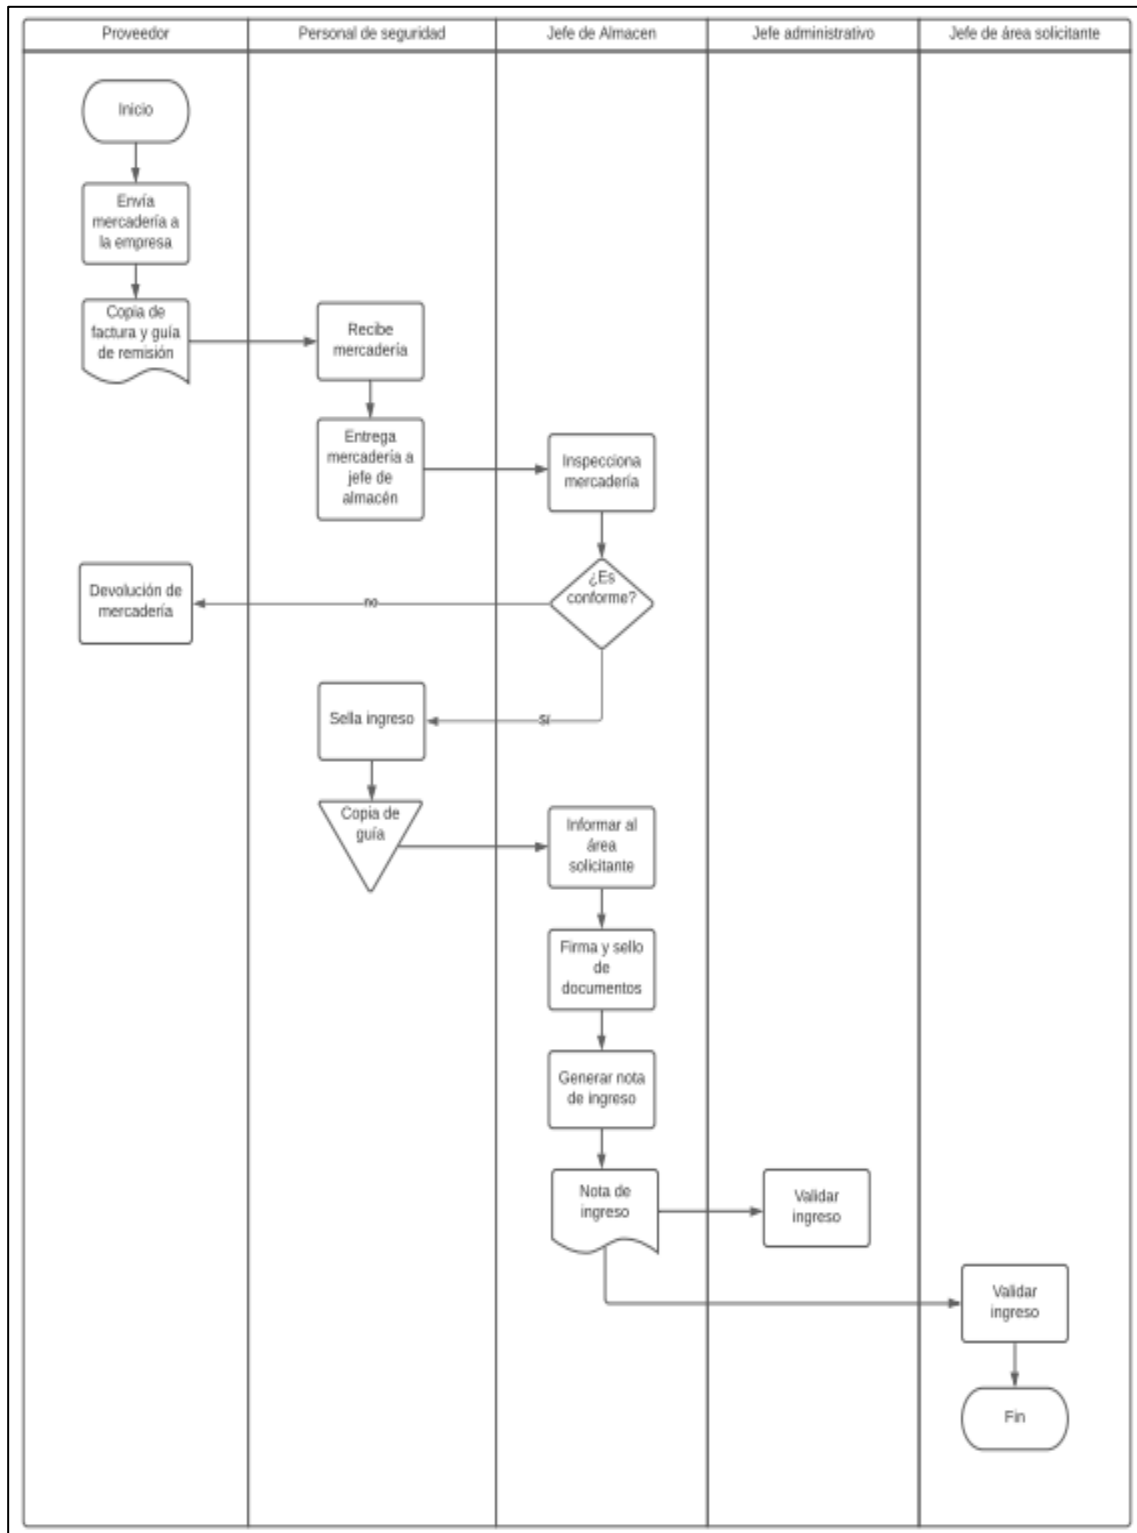 Proveedor
Personal de seguridad
Jefe de Almacen
Jefe administrativo
Jefe de área solicitante
Inicio
Envía
mercadería a
la empresa
Copia de
factura y guía
de remisión
Recibe
mercadería
Entrega
mercadería a
jefe de
almacén
Inspecciona
mercadería
¿Es
conforme?
no
Devolución de
mercadería
Sí
Sella ingreso
Copia de
guía
Informar al
área
solicitante
Firma y sello
de
documentos
Generar nota
de ingreso
Nota de
ingreso
Validar
ingreso
Validar
ingreso
Fin